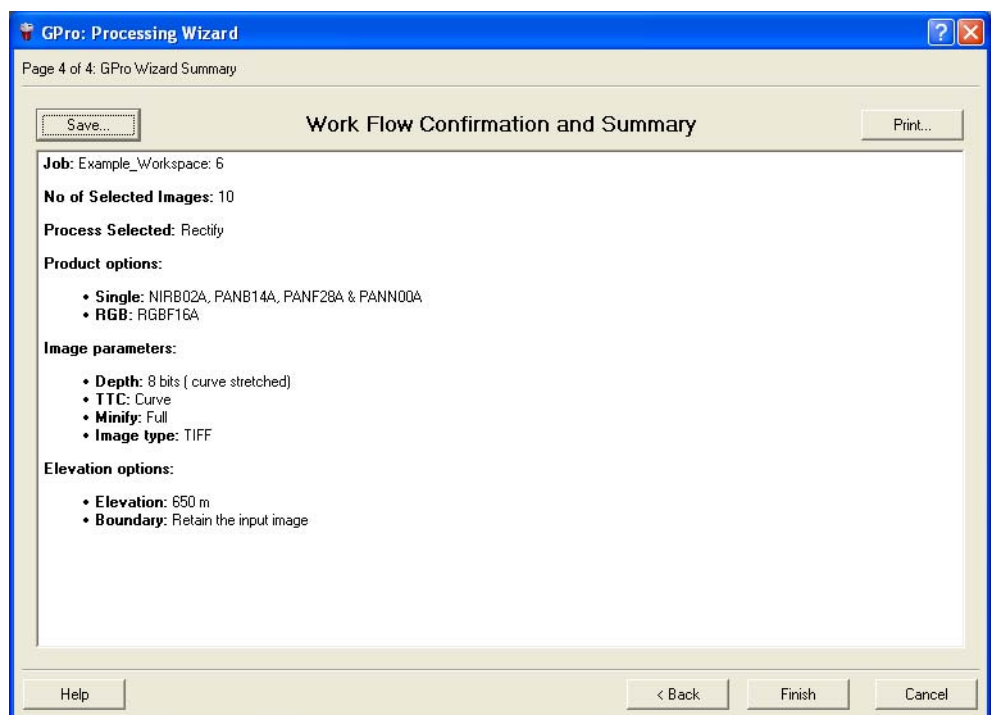 GPro: Processing Wizard
Page 4 of 4: GPro Wizard Summary
Save...
Work Flow Confirmation and Summary
Print...
Job: Example_Workspace: 6
No of Selected Images: 10
Process Selected: Rectify
Product options:
• Single: NIRB02A, PANB14A, PANF28A & PANN00A
• RGB: RGBF16A
Image parameters:
• Depth: 8 bits ( curve stretched)
• TTC: Curve
• Minify: Full
• Image type: TIFF
Elevation options:
• Elevation: 650 m
• Boundary: Retain the input image
Help
< Back
Finish
Cancel